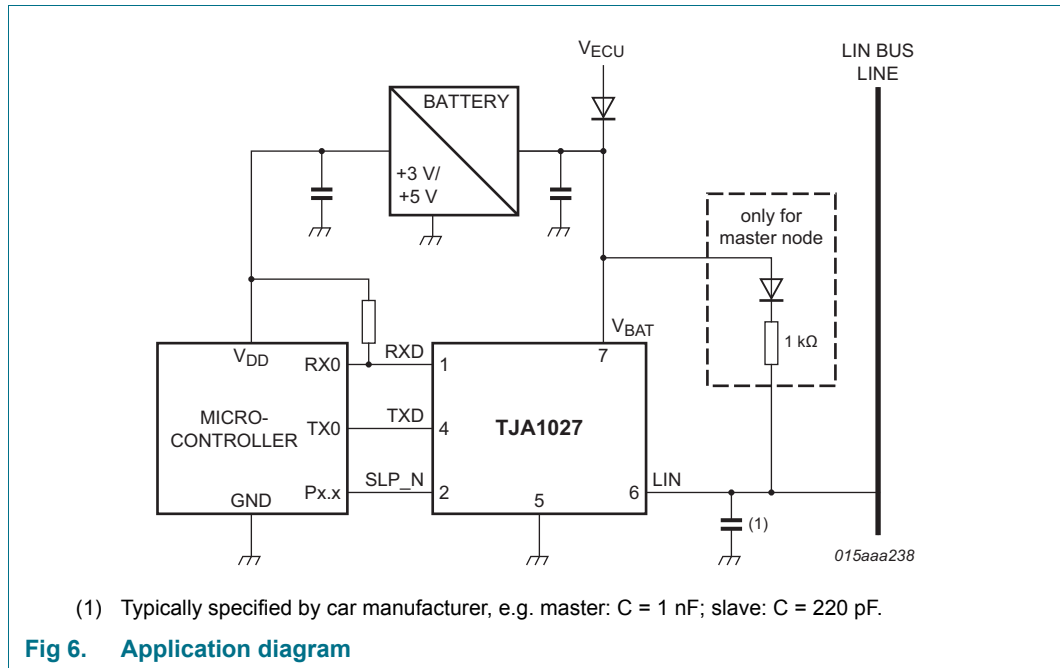 VECU
LIN BUS
LINE
BATTERY
+3 V/
+5 V
only for
master node
1 kΩ
VBAT
7
VDD
RX0
RXD
1
MICRO-
CONTROLLER
TX0
TXD
4
TJA1027
Px.x
SLP_N
2
GND
5
6
LIN
(1)
015aaa238
(1) Typically specified by car manufacturer, e.g. master: C = 1 nF; slave: C = 220 pF.
Fig 6. Application diagram